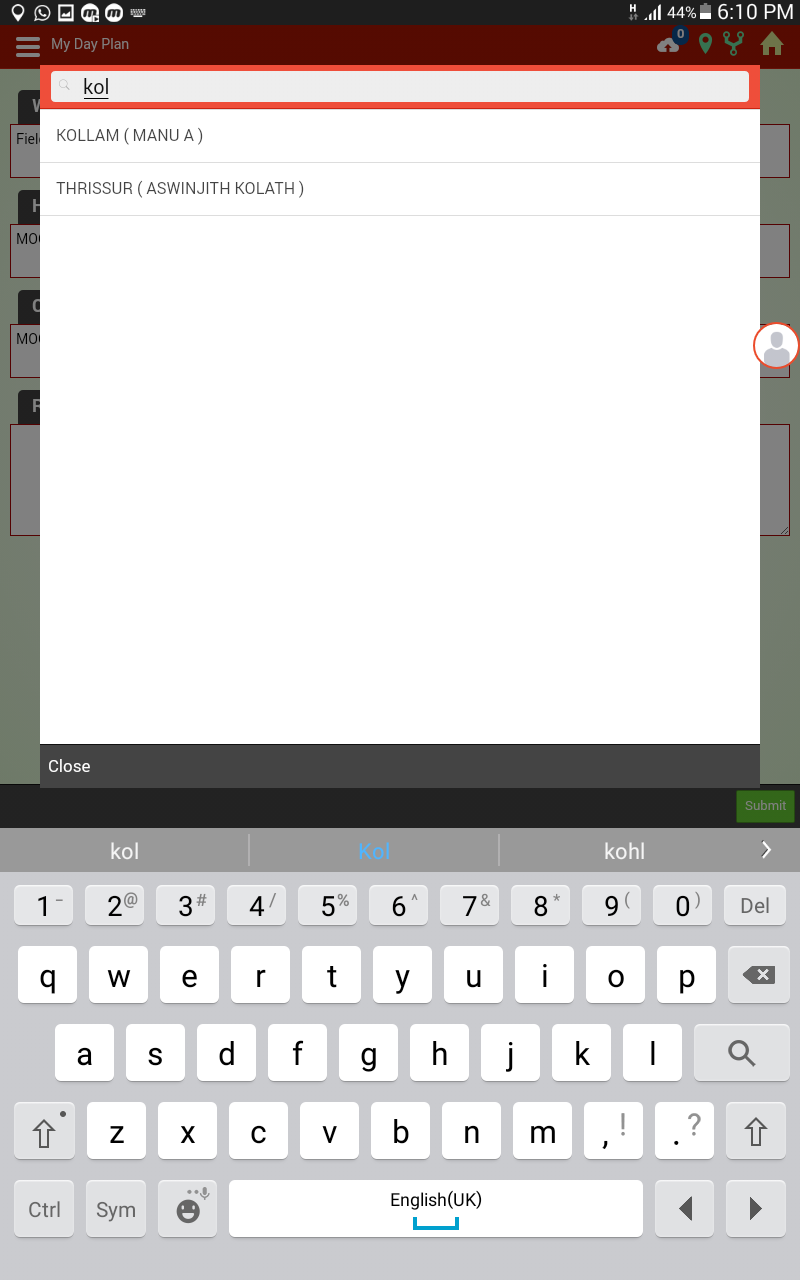 H 44% 6:10 PM
My Day Plan 0
kol
KOLLAM ( MANU A )
THRISSUR ( ASWINJITH KOLATH )
W
Fiel
H
MO
C
MO
R
Close
Submit
kol Kol kohl
1 - 2 @ 3 # 4 / 5 % 6 ^ 7 & 8 * 9 ( 0 ) Del
q w e r t y u i o p
a s d f g h j k l
z x c v b n m , ! . ?
Ctrl Sym English(UK)